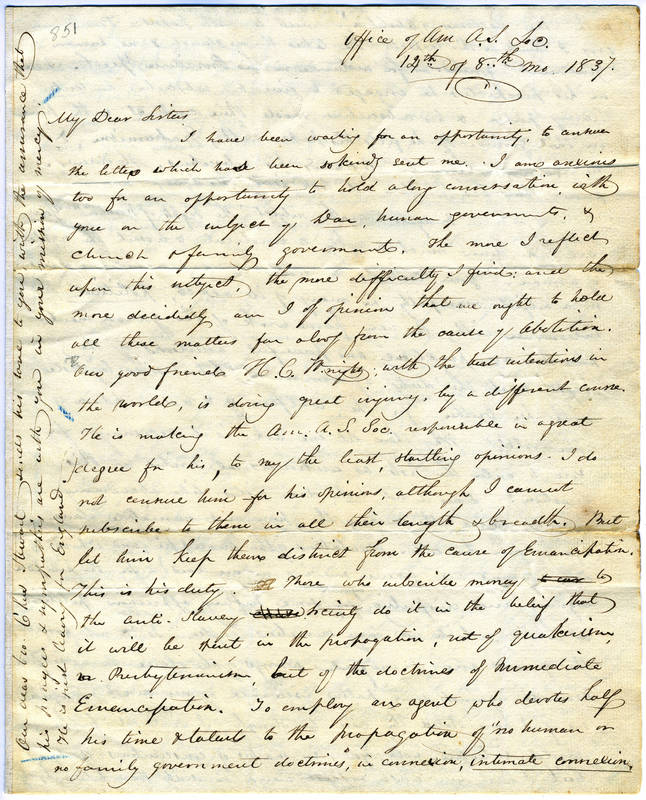 851
Office of Am A. S. Soc.
12th of 8th mo. 1837.
My Dear Sisters
I have been waiting for an opportunity, to answer
the letter which has been so kindly sent me. I am anxious
too for an opportunity to hold a long conversation, with
you on the subject of War, human governments, &
church & family governments. The more I reflect
upon this subject, the more difficulty I find: and the
more decidedly am I of opinion that we ought to hold
all these matters far aloof from the cause of Abolition.
Our good friend H. C. Wright, with the best intentions in
the world, is doing great injury, by a different course.
He is making the Am. A. S. Soc. responsible in a great
degree for his, to say the least, startling opinions. I do
not censure him for his opinions, although I cannot
subscribe to them in all their length & breadth. But
let him keep them distinct from the cause of Emancipation.
This is his duty. Those who subscribe money to
the anti-Slavery Society do it in the belief that
it will be spent in the propagation, not of quakerism,
or Presbyterianism, but of the doctrines of Immediate
Emancipation. To employ an agent who devotes half
his time & talents to the propagation of "no human or
no family government doctrines", in connexion, intimate connexion,
Our dear bro. Chas Stuart sends his love to you with the assurance that
his prayers & sympathies are with you in your mission of mercy.
He is just leaving for England.